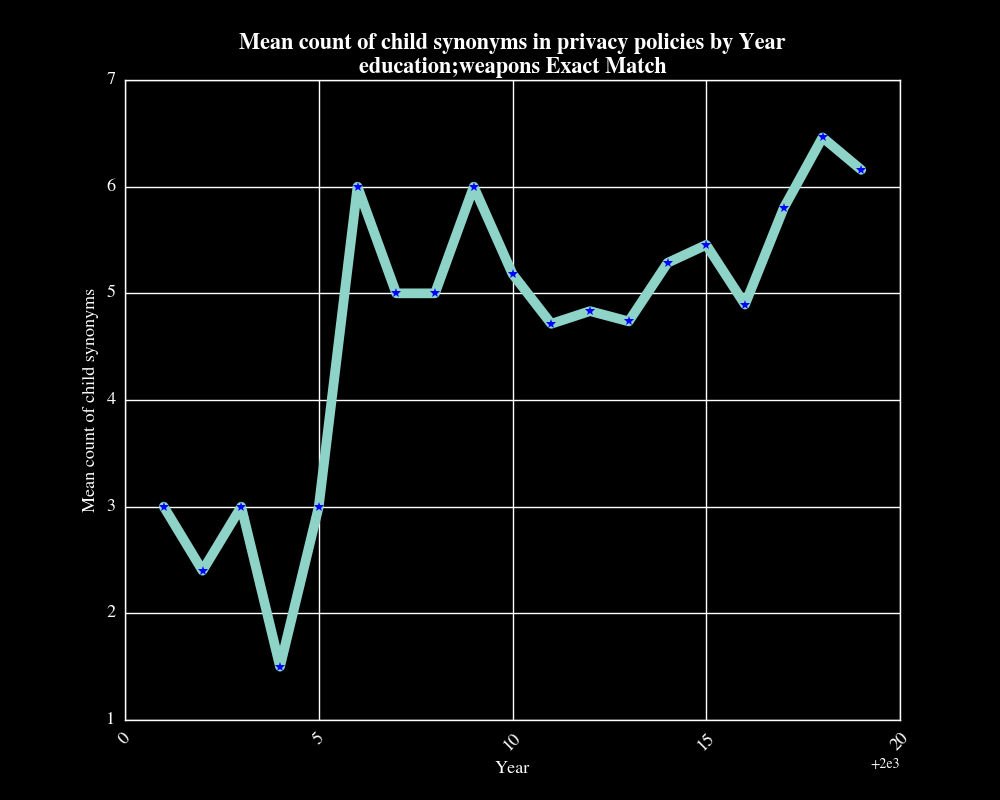 Mean count of child synonyms in privacy policies by Year
education;weapons Exact Match
7
6
5
4
3
2
1
Mean count of child synonyms
0
5
10
15
20
Year
+2e3